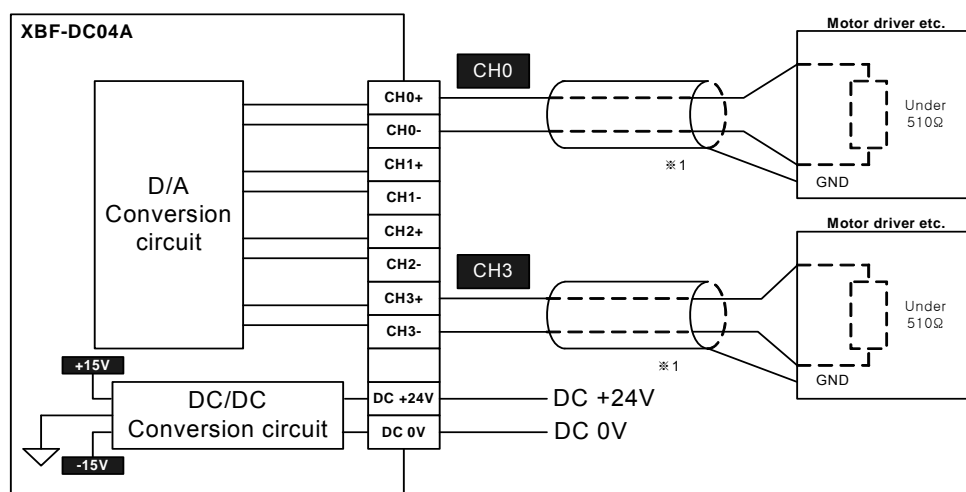 XBF-DC04A
D/A
Conversion
circuit
CH0+
CH0-
CH1+
CH1-
CH2+
CH2-
CH3+
CH3-
DC +24V
DC 0V
+15V
DC/DC
Conversion circuit
-15V
CH0
※1
Motor driver etc.
Under
510Ω
GND
CH3
※1
Motor driver etc.
Under
510Ω
GND
DC +24V
DC 0V